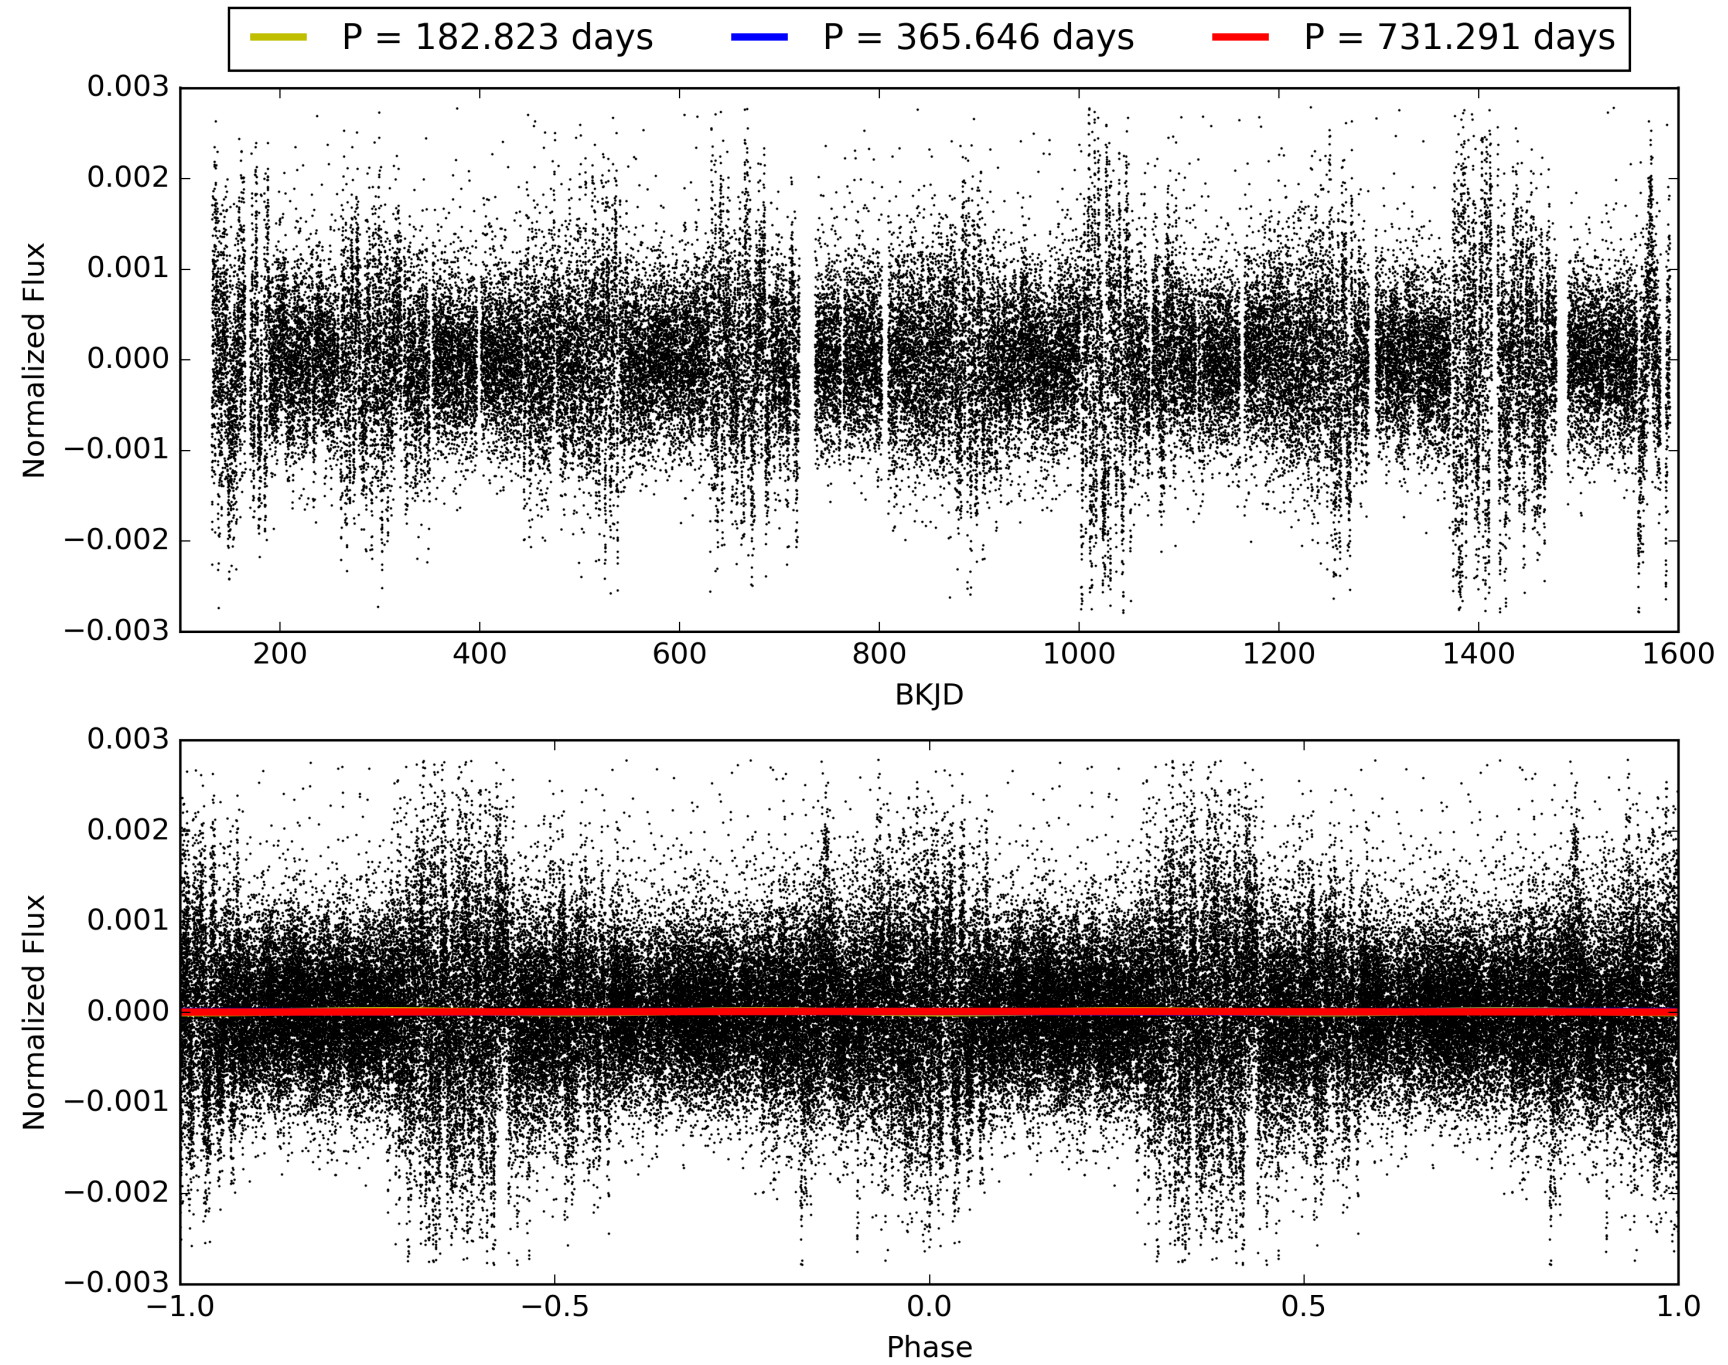 P = 182.823 days P = 365.646 days P = 731.291 days
0.003
0.002
0.001
0.000
−0.001
−0.002
−0.003
Normalized Flux
200 400 600 800 1000 1200 1400 1600
BKJD
0.003
0.002
0.001
0.000
−0.001
−0.002
−0.003
Normalized Flux
−1.0 −0.5 0.0 0.5 1.0
Phase